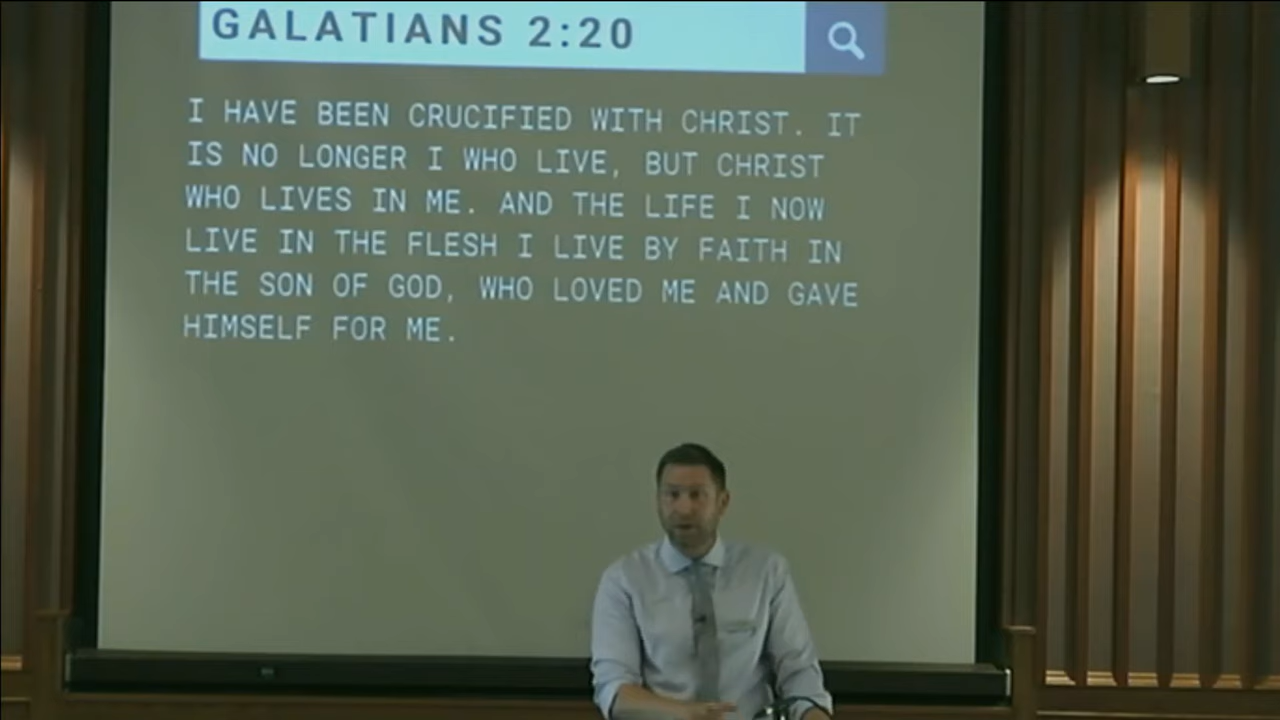 GALATIANS 2:20
I HAVE BEEN CRUCIFIED WITH CHRIST. IT
IS NO LONGER I WHO LIVE, BUT CHRIST
WHO LIVES IN ME. AND THE LIFE I NOW
LIVE IN THE FLESH I LIVE BY FAITH IN
THE SON OF GOD, WHO LOVED ME AND GAVE
HIMSELF FOR ME.